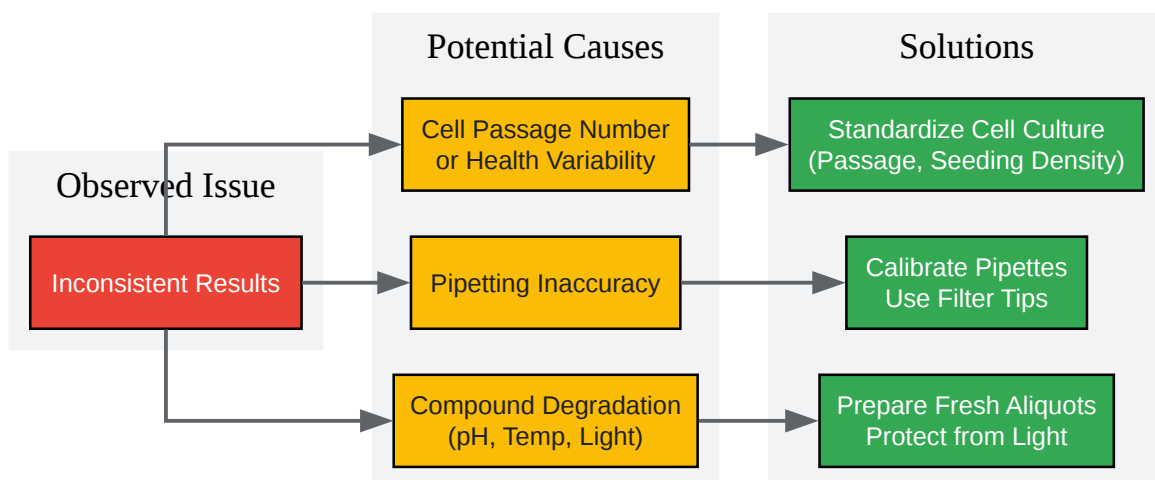 Potential Causes
Solutions
Observed Issue
Cell Passage Number
or Health Variability
Standardize Cell Culture
(Passage, Seeding Density)
Inconsistent Results
Pipetting Inaccuracy
Calibrate Pipettes
Use Filter Tips
Compound Degradation
(pH, Temp, Light)
Prepare Fresh Aliquots
Protect from Light